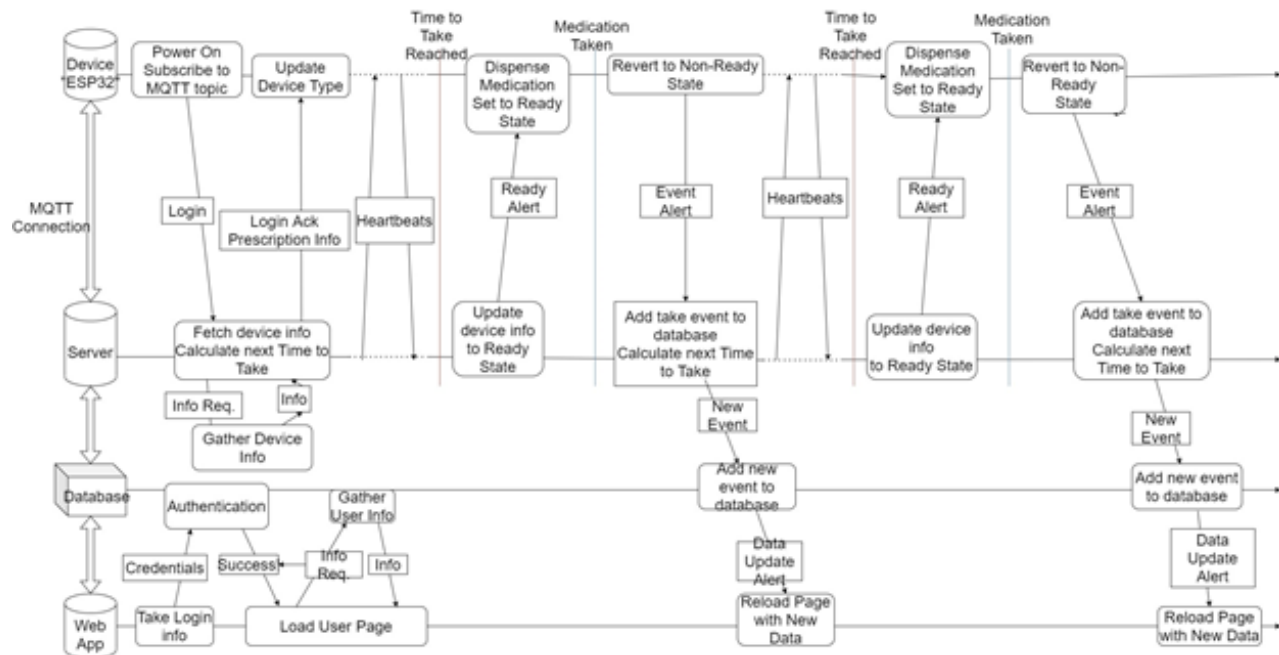 Time to
Take
Reached
Medication
Taken
Time to
Take
Reached
Medication
Taken
Device
"ESP32"
Power On
Subscribe to
MQTT topic
Update
Device Type
Dispense
Medication
Set to Ready
State
Revert to Non-Ready
State
Dispense
Medication
Set to Ready
State
Revert to Non-
Ready
State
MQTT
Connection
Login
Login Ack
Prescription Info
Heartbeats
Ready
Alert
Event
Alert
Heartbeats
Ready
Alert
Event
Alert
Server
Fetch device info
Calculate next Time to
Take
Update
device info
to Ready
State
Add take event to
database
Calculate next Time
to Take
Update device
info
to Ready State
Add take event to
database
Calculate next
Time to Take
Info Req.
Info
Gather Device
Info
New
Event
New
Event
Database
Authentication
Gather
User Info
Add new
event to
database
Add new event
to database
Credentials
Success!
Info
Req.
Info
Data
Update
Alert
Data
Update
Alert
Web
App
Take Login
info
Load User Page
Reload Page
with New
Data
Reload Page
with New Data